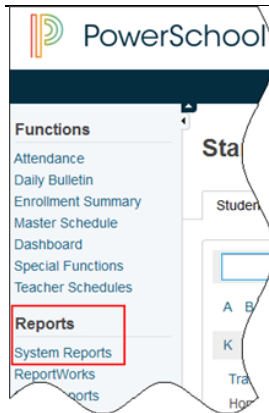 PowerSchool
Functions
Attendance
Daily Bulletin
Enrollment Summary
Master Schedule
Dashboard
Special Functions
Teacher Schedules
Reports
System Reports
ReportWorks
Sta
Studen
A B
K
Tra
Hor